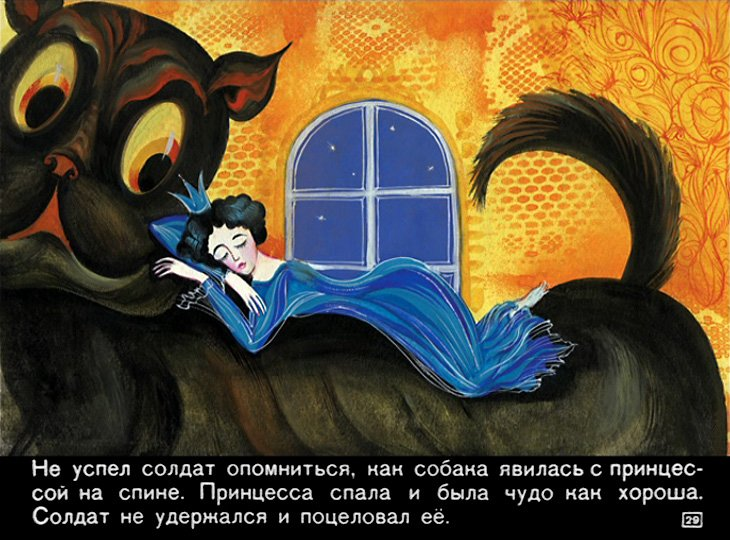 Не успел солдат опомниться, как собака явилась с принцес-
сой на спине. Принцесса спала и была чудо как хороша.
Солдат не удержался и поцеловал её.
29